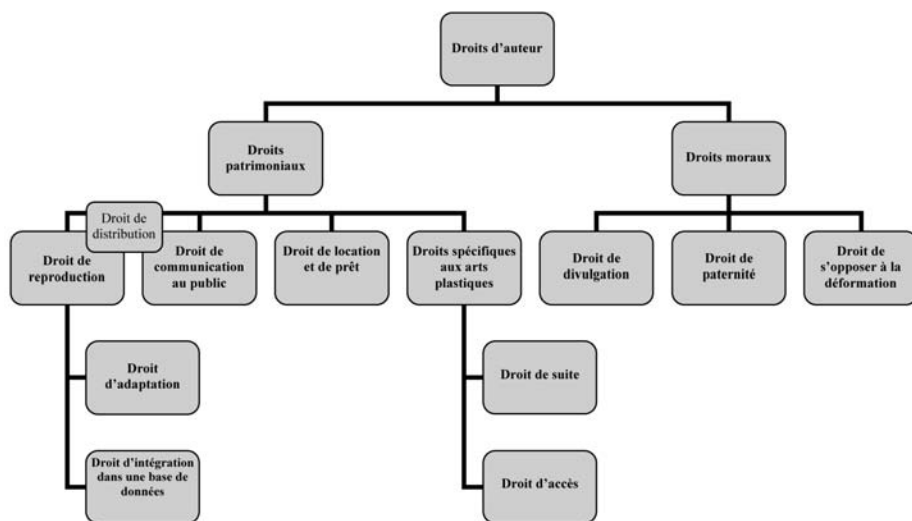 Droits d'auteur
Droits
patrimoniaux
Droits moraux
Droit de
distribution
Droit de
reproduction
Droit de
communication
au public
Droit de location
et de prêt
Droits spécifiques
aux arts
plastiques
Droit de
divulgation
Droit de
paternité
Droit de
s'opposer à la
déformation
Droit
d'adaptation
Droit de suite
Droit d'intégration
dans une base de
données
Droit d'accès